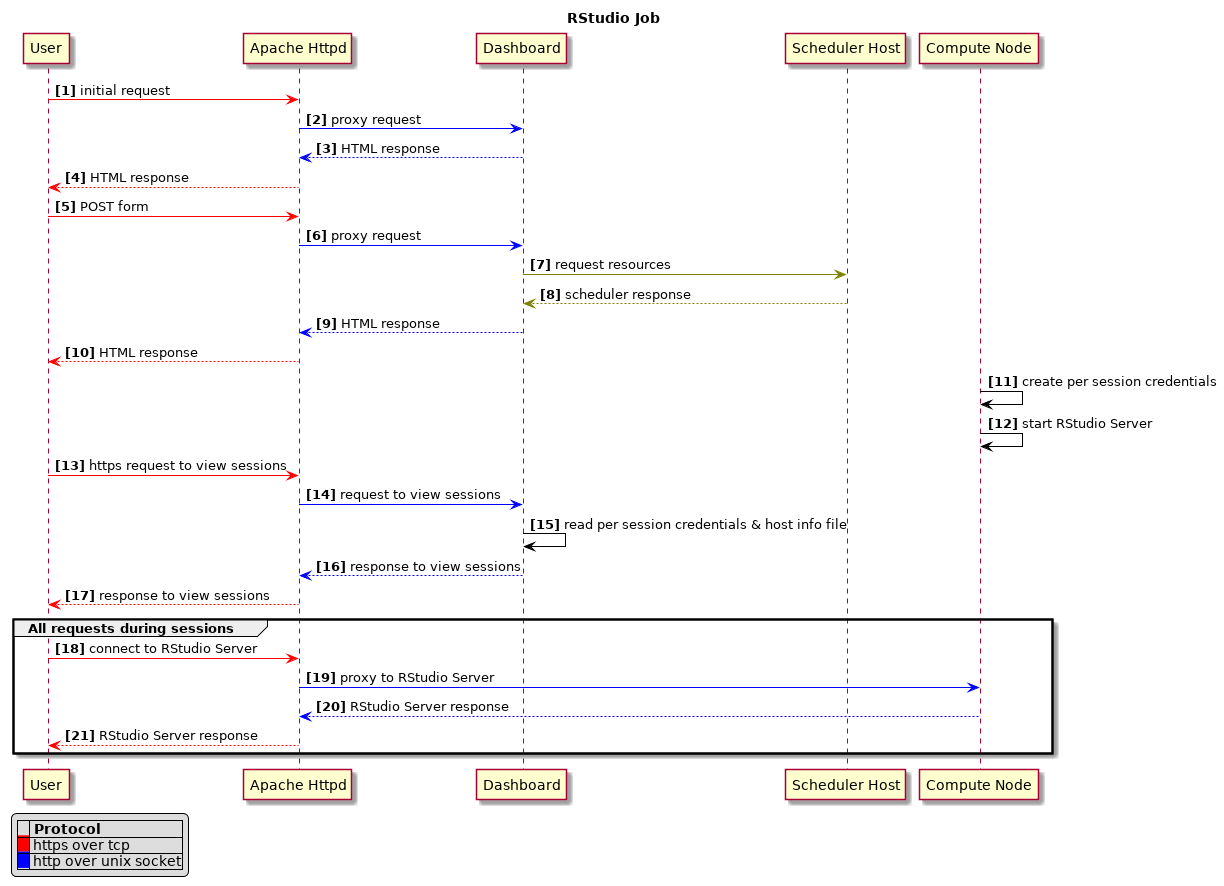 RStudio Job
User Apache Httpd Dashboard Scheduler Host Compute Node
[1] initial request
[2] proxy request
[3] HTML response
[4] HTML response
[5] POST form
[6] proxy request
[7] request resources
[8] scheduler response
[9] HTML response
[10] HTML response
[11] create per session credentials
[12] start RStudio Server
[13] https request to view sessions
[14] request to view sessions
[15] read per session credentials & host info file
[16] response to view sessions
[17] response to view sessions
All requests during sessions
[18] connect to RStudio Server
[19] proxy to RStudio Server
[20] RStudio Server response
[21] RStudio Server response
User Apache Httpd Dashboard Scheduler Host Compute Node
Protocol
https over tcp
http over unix socket